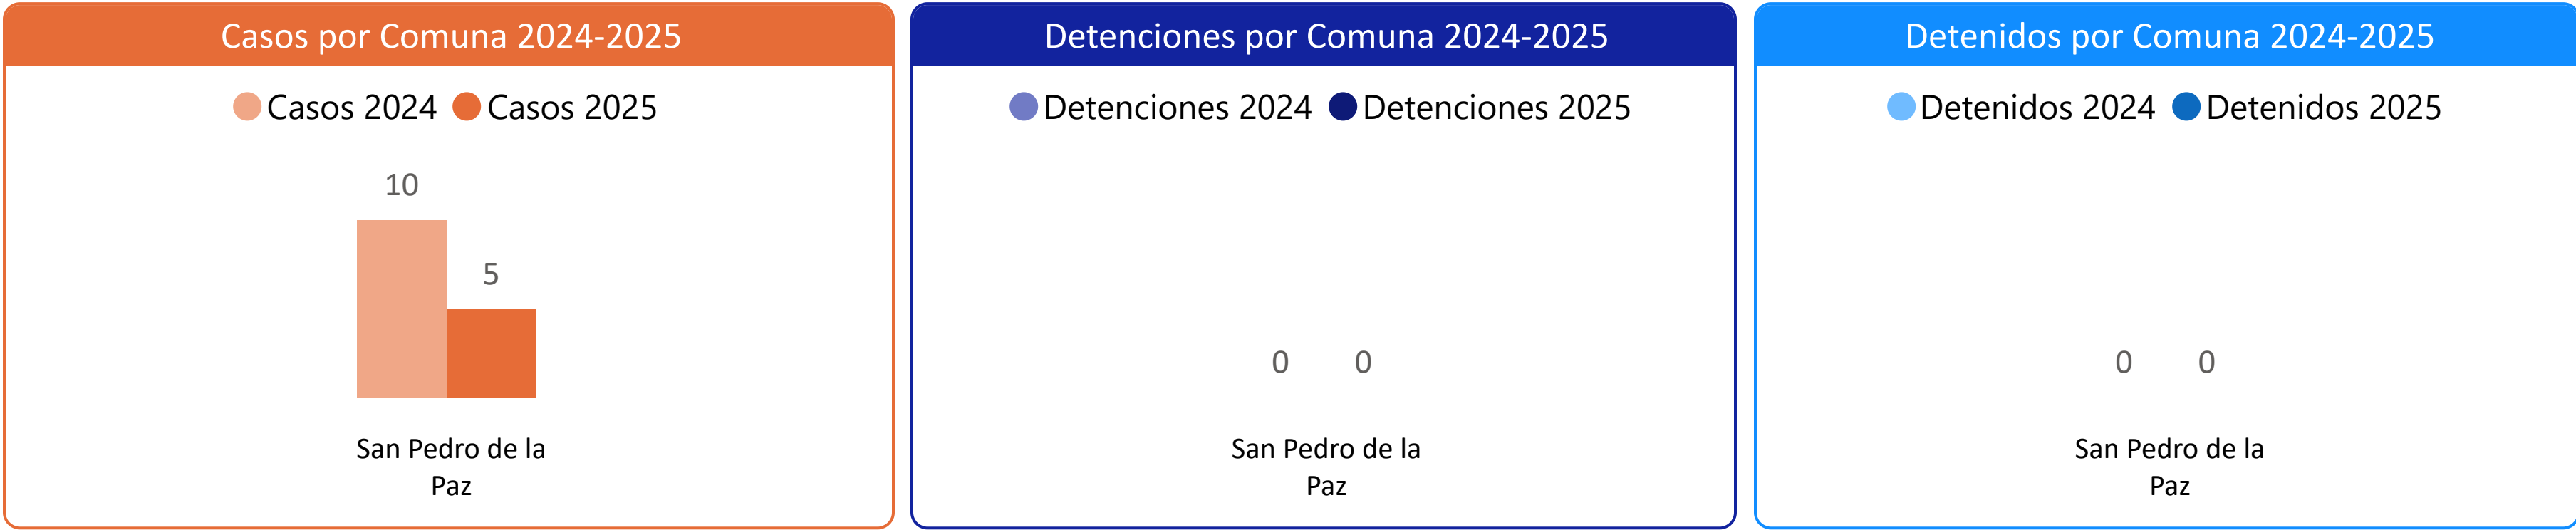 Casos por Comuna 2024-2025
Casos 2024 Casos 2025
10
5
San Pedro de la
Paz
Detenciones por Comuna 2024-2025
Detenciones 2024 Detenciones 2025
0 0
San Pedro de la
Paz
Detenidos por Comuna 2024-2025
Detenidos 2024 Detenidos 2025
0 0
San Pedro de la
Paz